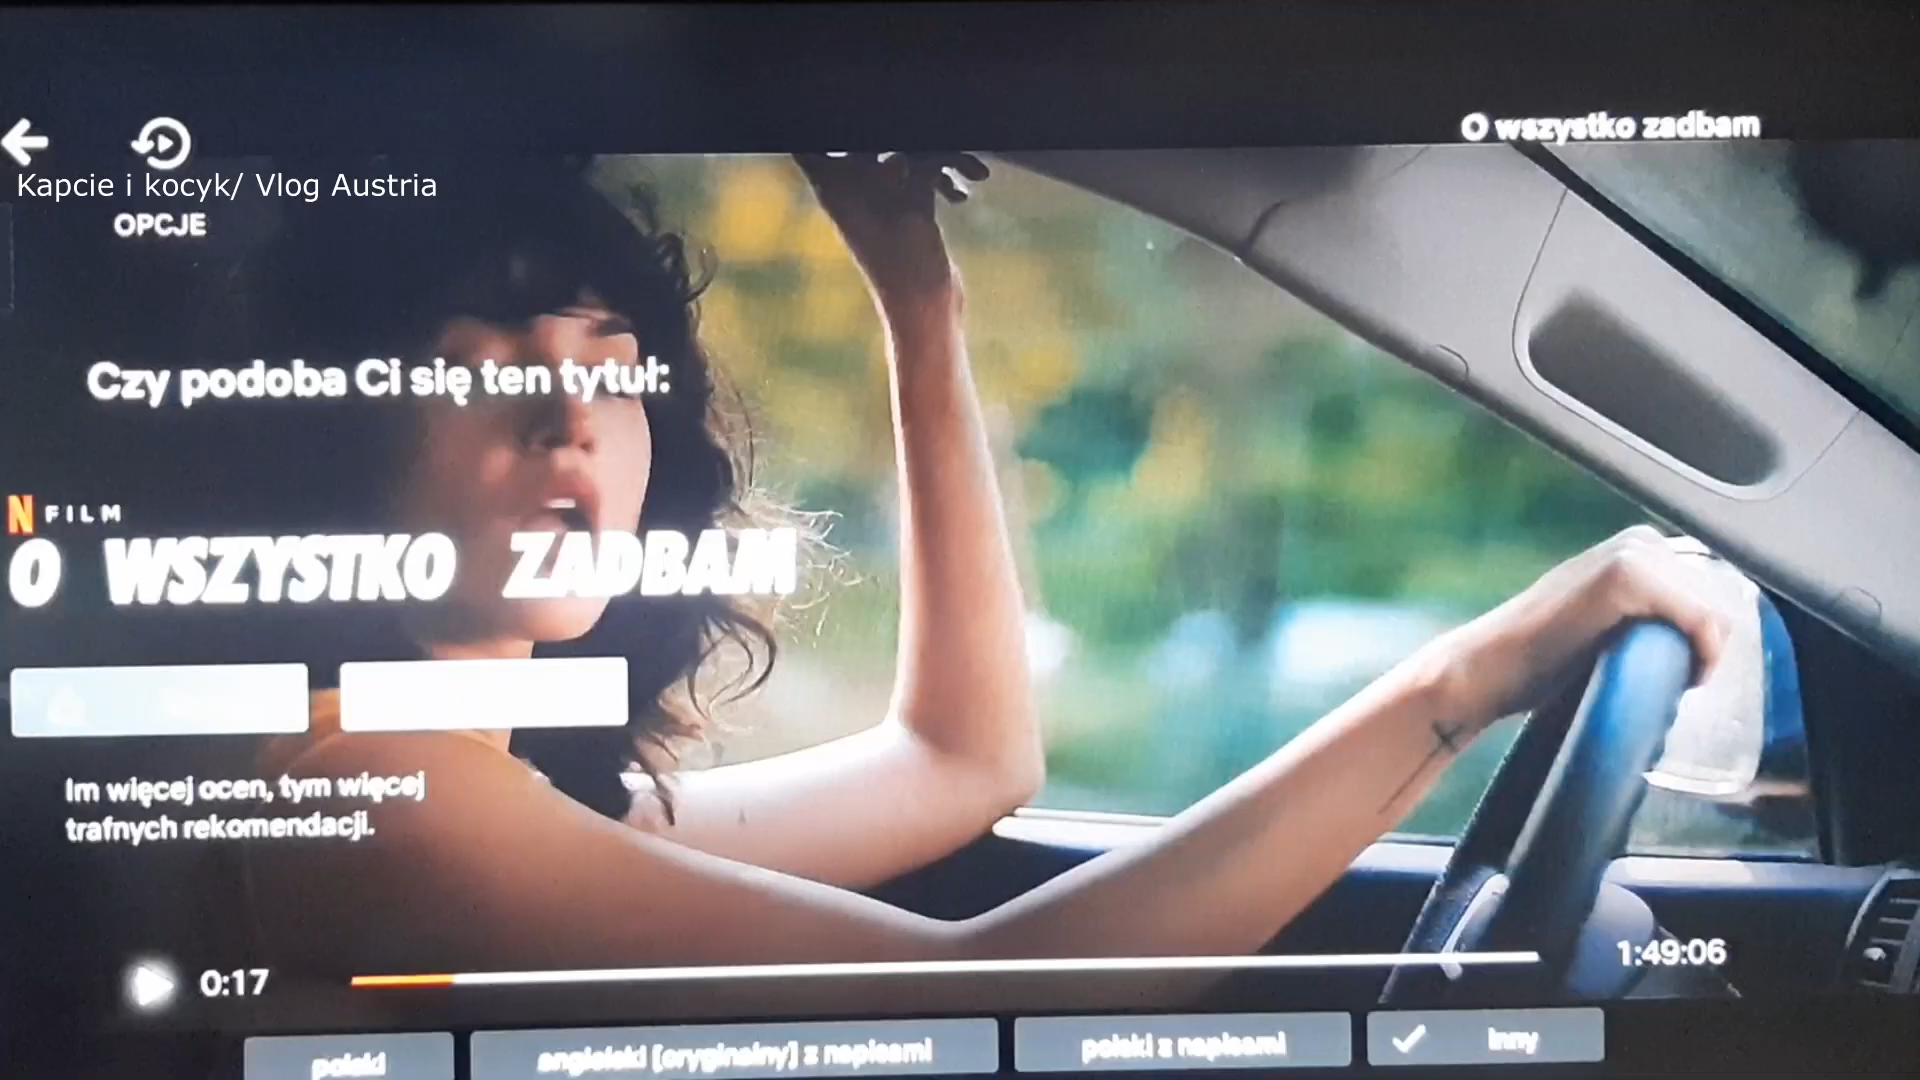 O wszystko zadbam
Kapcie i kocyk/ Vlog Austria
OPCJE
Czy podoba Ci się ten tytuł:
N FILM
O WSZYSTKO ZADBAM
Im więcej ocen, tym więcej
trafnych rekomendacji.
0:17
1:49:06
polski
angielski [oryginalny] z napisami
polski z napisami
inny